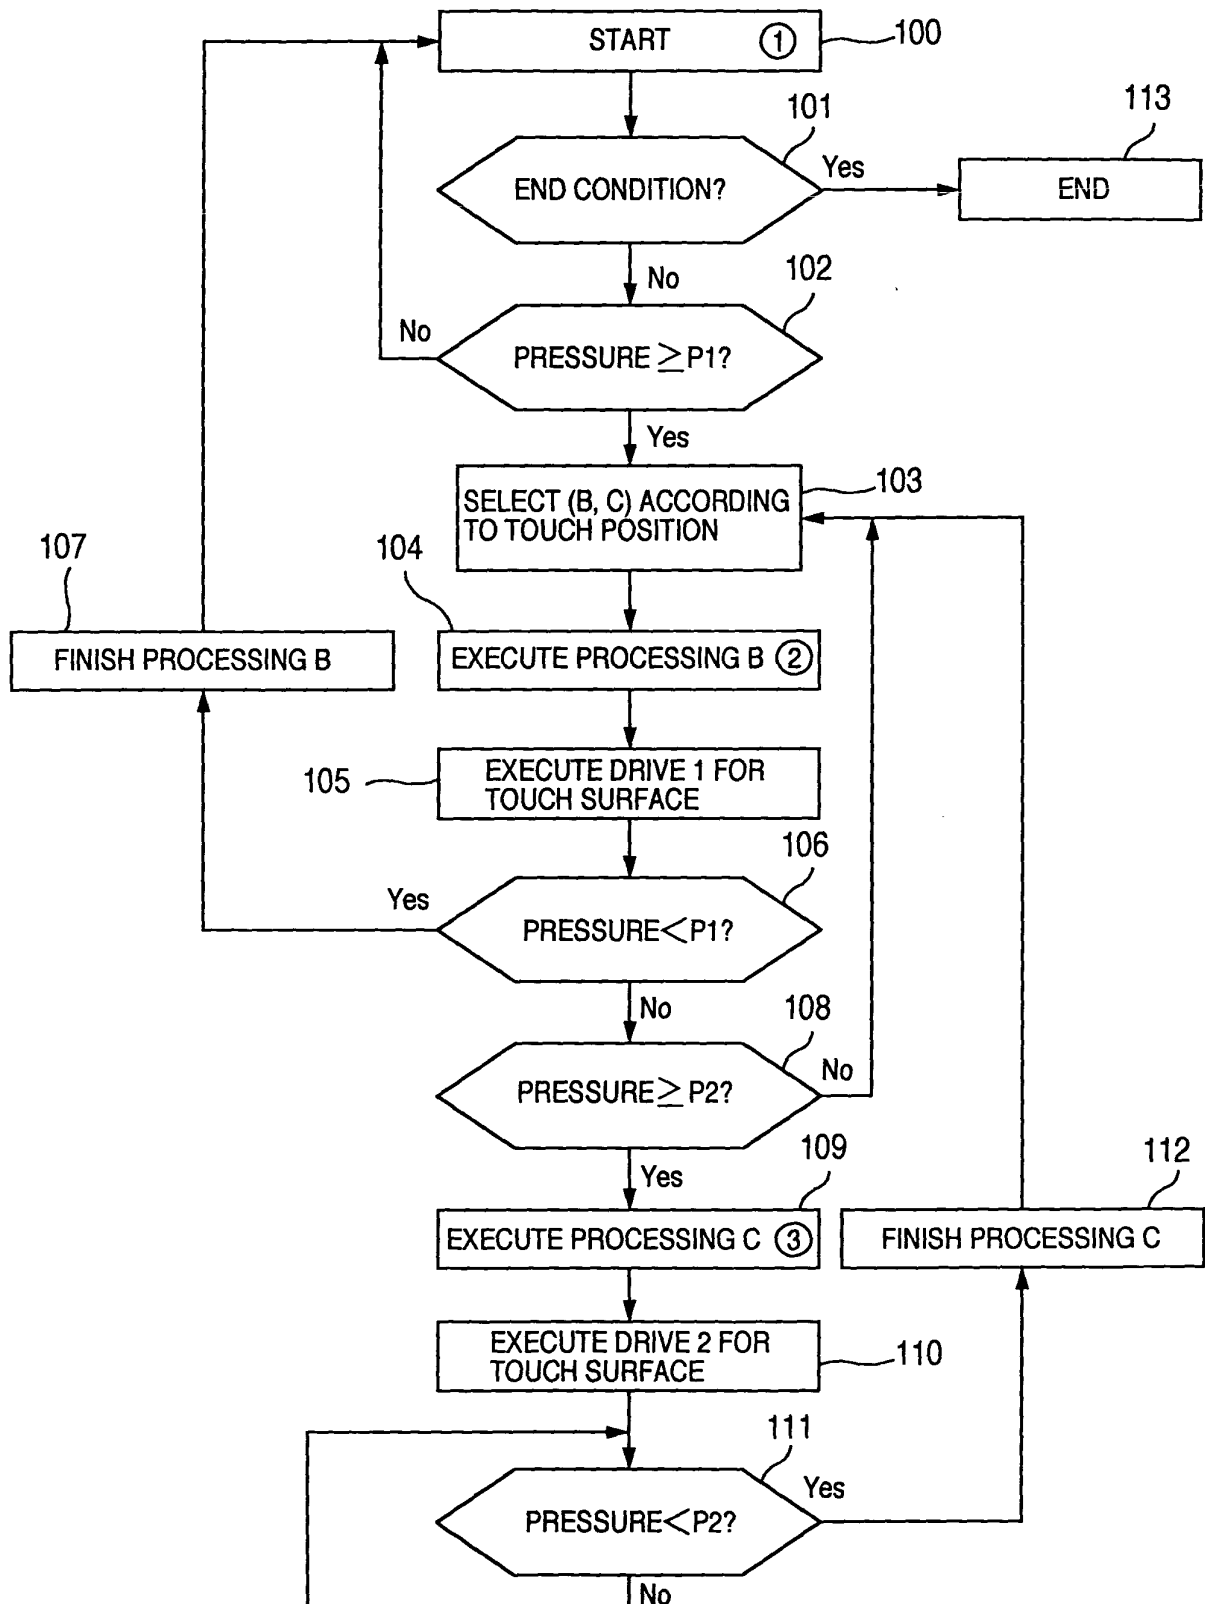 START ① 100
101
113
END CONDITION?
Yes
END
No
102
No
PRESSURE ≥ P1?
Yes
103
SELECT (B, C) ACCORDING
TO TOUCH POSITION
107
104
FINISH PROCESSING B
EXECUTE PROCESSING B ②
105
EXECUTE DRIVE 1 FOR
TOUCH SURFACE
106
Yes
PRESSURE < P1?
No
108
PRESSURE ≥ P2?
No
109
112
Yes
EXECUTE PROCESSING C ③
FINISH PROCESSING C
EXECUTE DRIVE 2 FOR
TOUCH SURFACE
110
111
Yes
PRESSURE < P2?
No